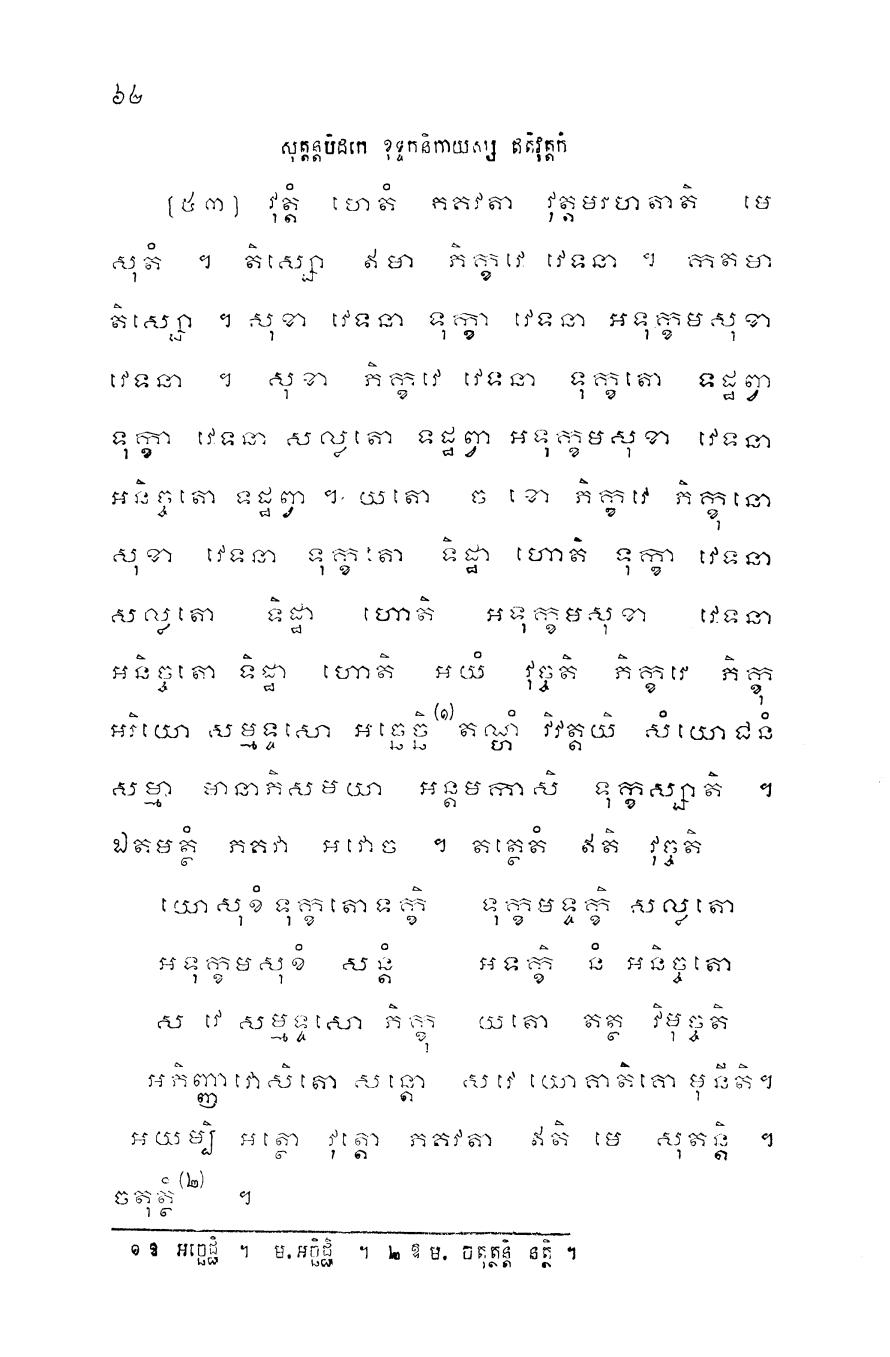 ៦៤
សុត្តន្តបិដកេ ខុទ្ទកនិកាយស្ស ឥតិវុត្តកំ
[៥៣] វុត្តំ ហេតំ ភគវតា វុត្តមរហតាតិ មេ
សុតំ ។ តិស្សោ ឥមា ភិក្ខវេ វេទនា ។ កតមា
តិស្សោ ។ សុខា វេទនា ទុក្ខា វេទនា អទុក្ខមសុខា
វេទនា ។ សុខា ភិក្ខវេ វេទនា ទុក្ខតោ ទដ្ឋព្វា
ទុក្ខា វេទនា សល្លតោ ទដ្ឋព្វា អទុក្ខមសុខា វេទនា
អនិច្ចតោ ទដ្ឋព្វា ។ យតោ ច ខោ ភិក្ខវេ ភិក្ខុនោ
សុខា វេទនា ទុក្ខតោ ទិដ្ឋា ហោតិ ទុក្ខា វេទនា
សល្លតោ ទិដ្ឋា ហោតិ អទុក្ខមសុខា វេទនា
អនិច្ចតោ ទិដ្ឋា ហោតិ អយំ វុច្ចតិ ភិក្ខវេ ភិក្ខុ
អរិយោ សម្មទ្ទសោ អច្ឆេច្ឆិ(១) តណ្ហំ វិវត្តយិ សំយោជនំ
សម្មា មានាភិសមយា អន្តមកាសិ ទុក្ខស្សាតិ ។
ឯតមត្ថំ ភគវា អវោច ។ តត្ថេតំ ឥតិ វុច្ចតិ
យោ សុខំ ទុក្ខតោ ទក្ខិ ទុក្ខមទ្ទក្ខិ សល្លតោ
អទុក្ខមសុខំ សន្តំ អទក្ខិ នំ អនិច្ចតោ
ស វេ សម្មទ្ទសោ ភិក្ខុ យតោ តត្ថ វិមុច្ចតិ
អភិញ្ញាវោសិតោ សន្តោ ស វេ យោគាតិគោ មុនីតិ។
អយម្បិ អត្ថោ វុត្តោ ភគវតា ឥតិ មេ សុតន្តិ ។
ចតុត្ថំ(២) ។
១ ឱ អច្ឆេជ្ជិ ។ ម. អច្ឆិជ្ជិ ។ ២ ឱ ម. ចតុត្ថន្តិ នត្ថិ ។